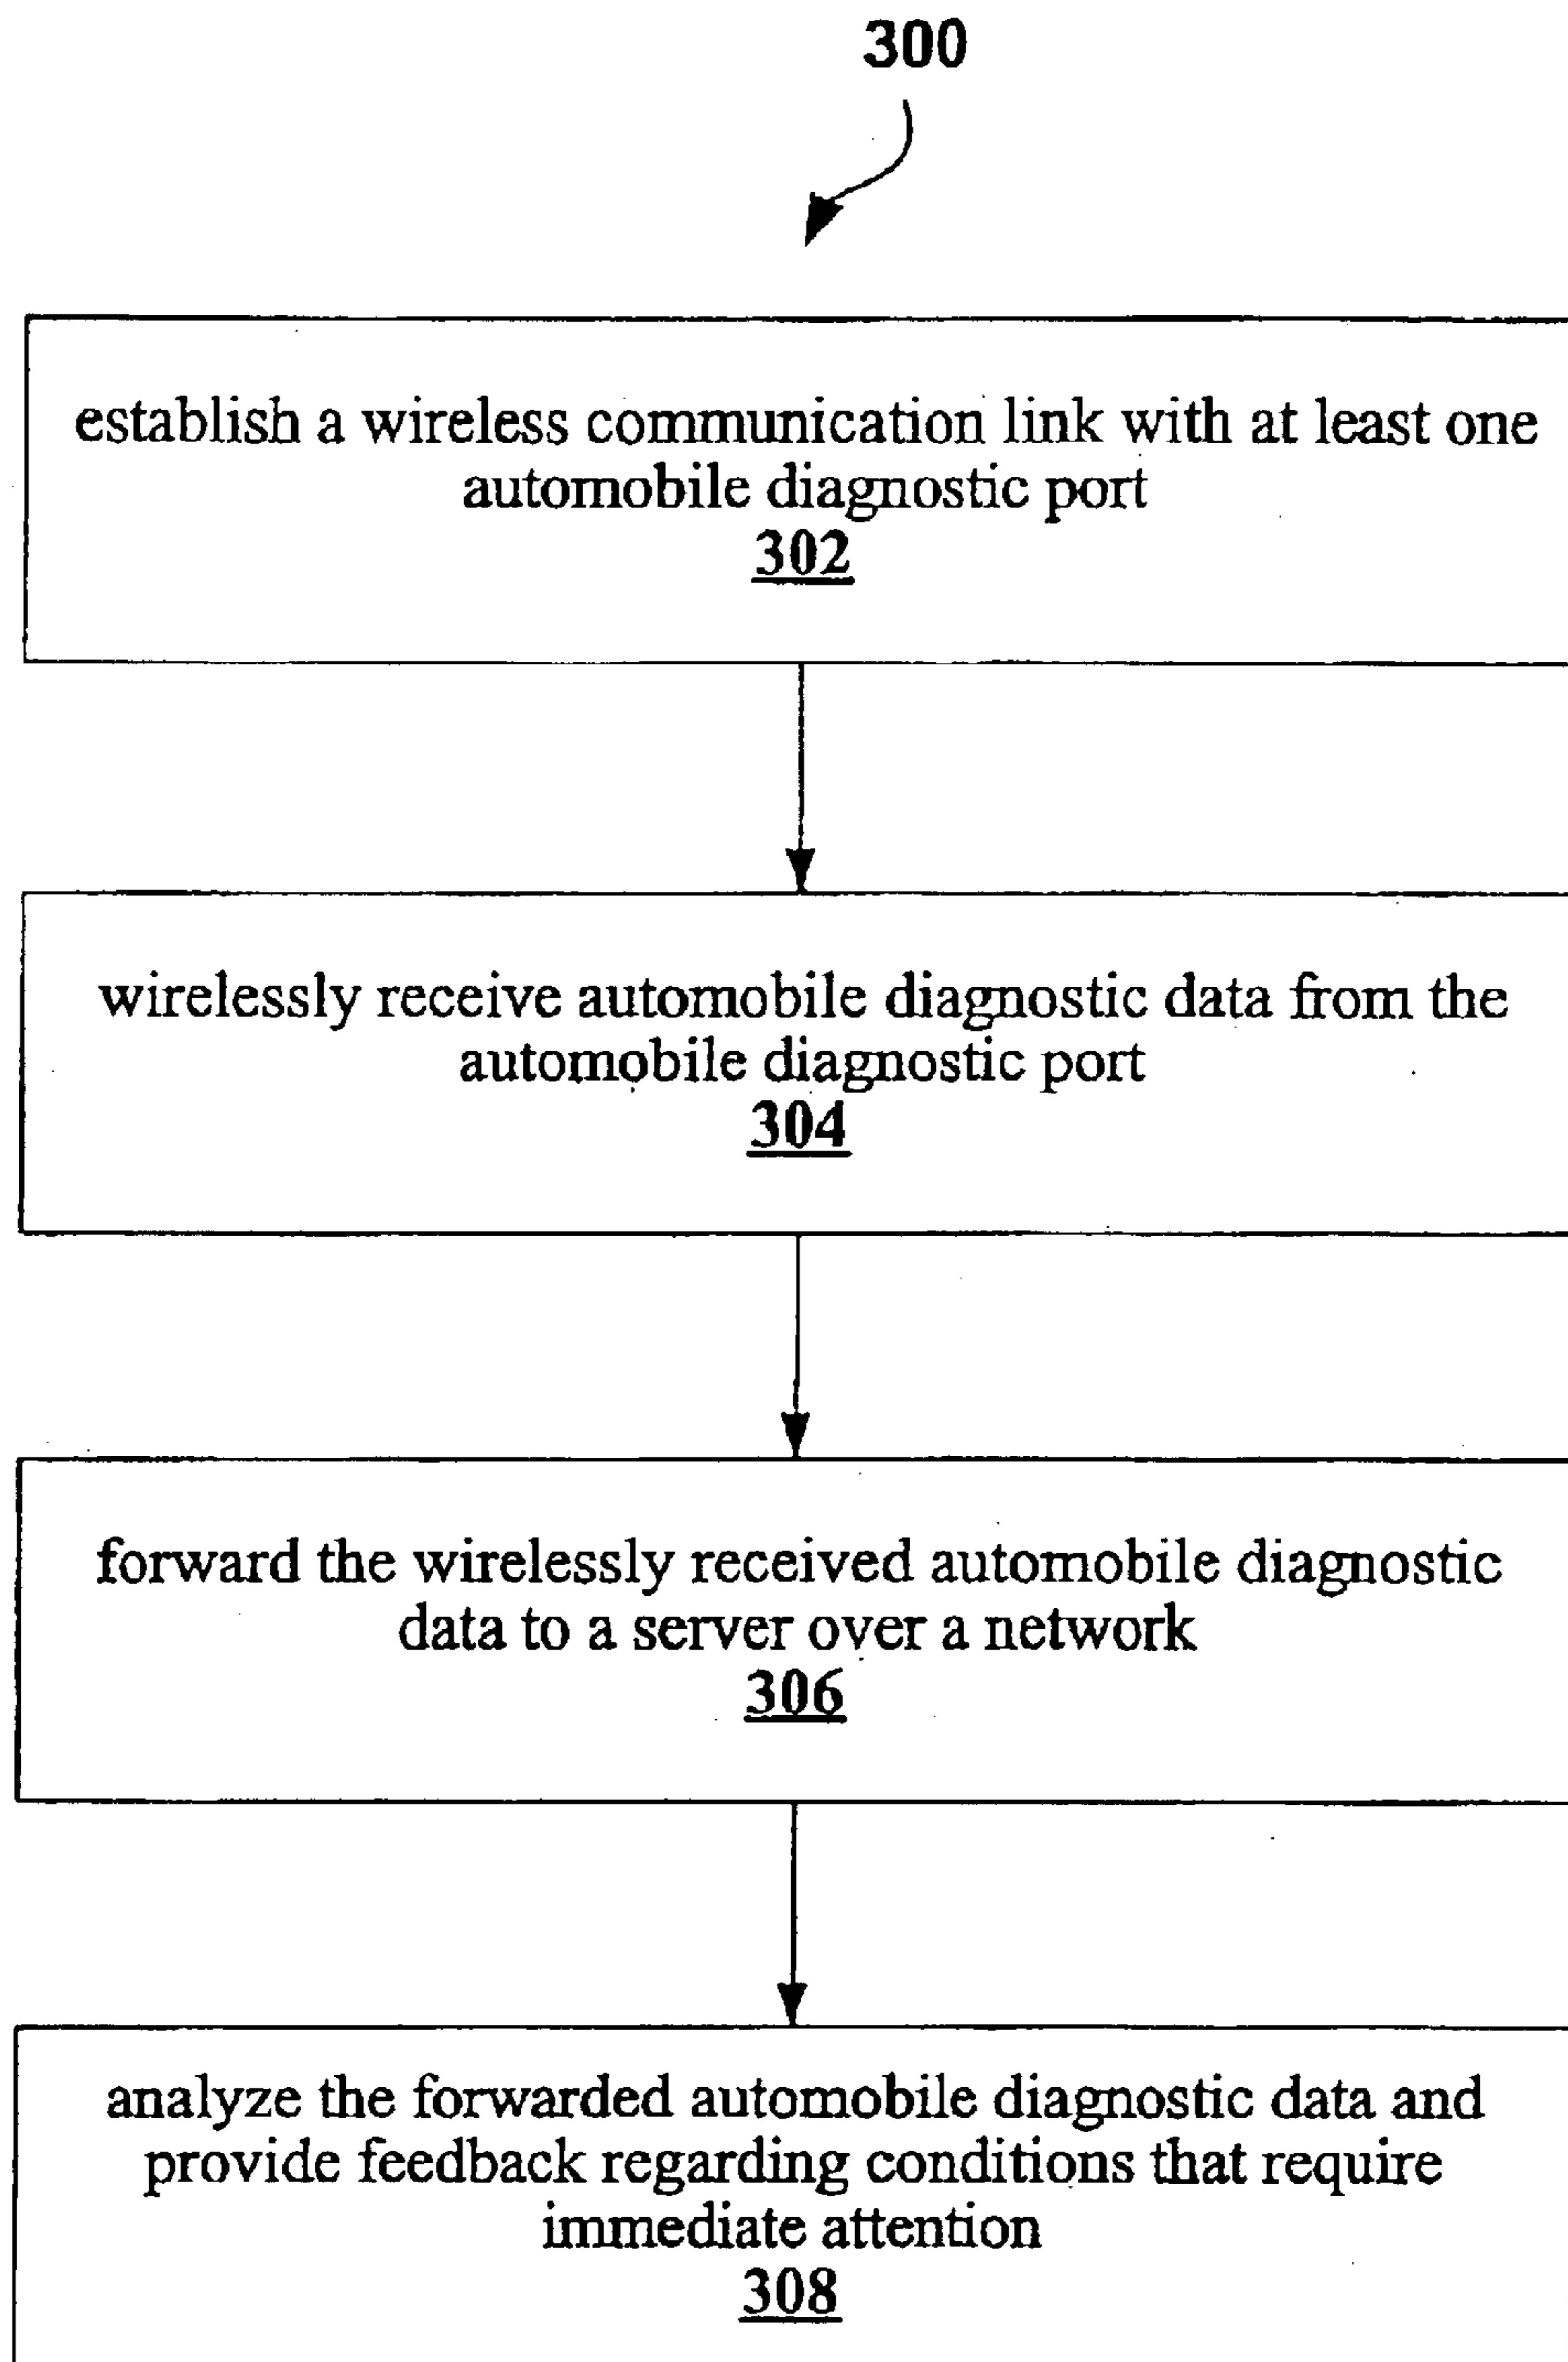 300
establish a wireless communication link with at least one
automobile diagnostic port
302
wirelessly receive automobile diagnostic data from the
automobile diagnostic port
304
forward the wirelessly received automobile diagnostic
data to a server over a network
306
analyze the forwarded automobile diagnostic data and
provide feedback regarding conditions that require
immediate attention
308